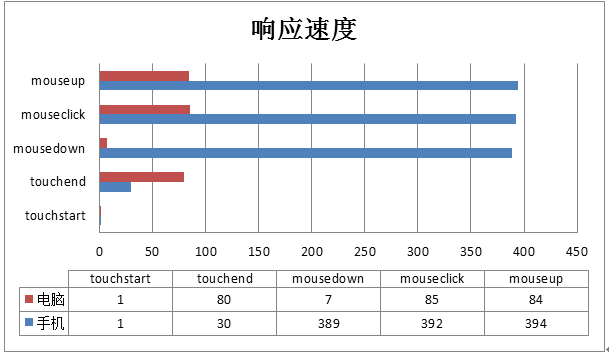 响应速度
mouseup
mouseclick
mousedown
touchend
touchstart
0 50 100 150 200 250 300 350 400 450
touchstart touchend mousedown mouseclick mouseup
电脑 1 80 7 85 84
手机 1 30 389 392 394